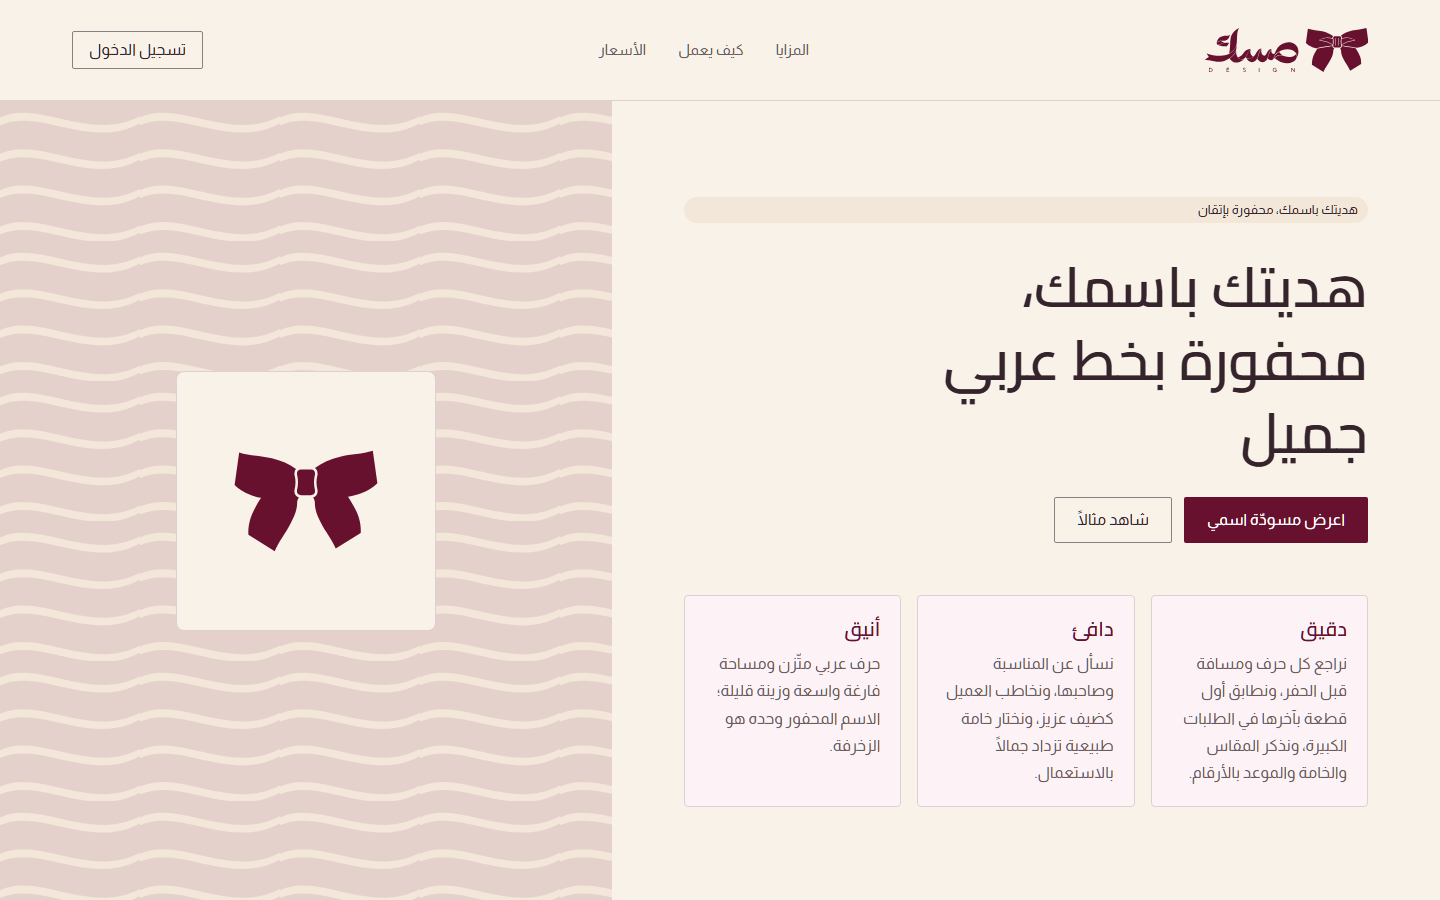 مسك
DESIGN
المزايا
كيف يعمل
الأسعار
تسجيل الدخول
هديتك باسمك، محفورة بإتقان
هديتك باسمك،
محفورة بخط عربي
جميل
اعرض مسودّة اسمي
شاهد مثالًا
دقيق
نراجع كل حرف ومسافة
قبل الحفر، ونطابق أول
قطعة بآخرها في الطلبات
الكبيرة، ونذكر المقاس
والخامة والموعد بالأرقام.
دافئ
نسأل عن المناسبة
وصاحبها، ونخاطب العميل
كضيف عزيز، ونختار خامة
طبيعية تزداد جمالًا
بالاستعمال.
أنيق
حرف عربي متّزن ومساحة
فارغة واسعة وزينة قليلة؛
الاسم المحفور وحده هو
الزخرفة.